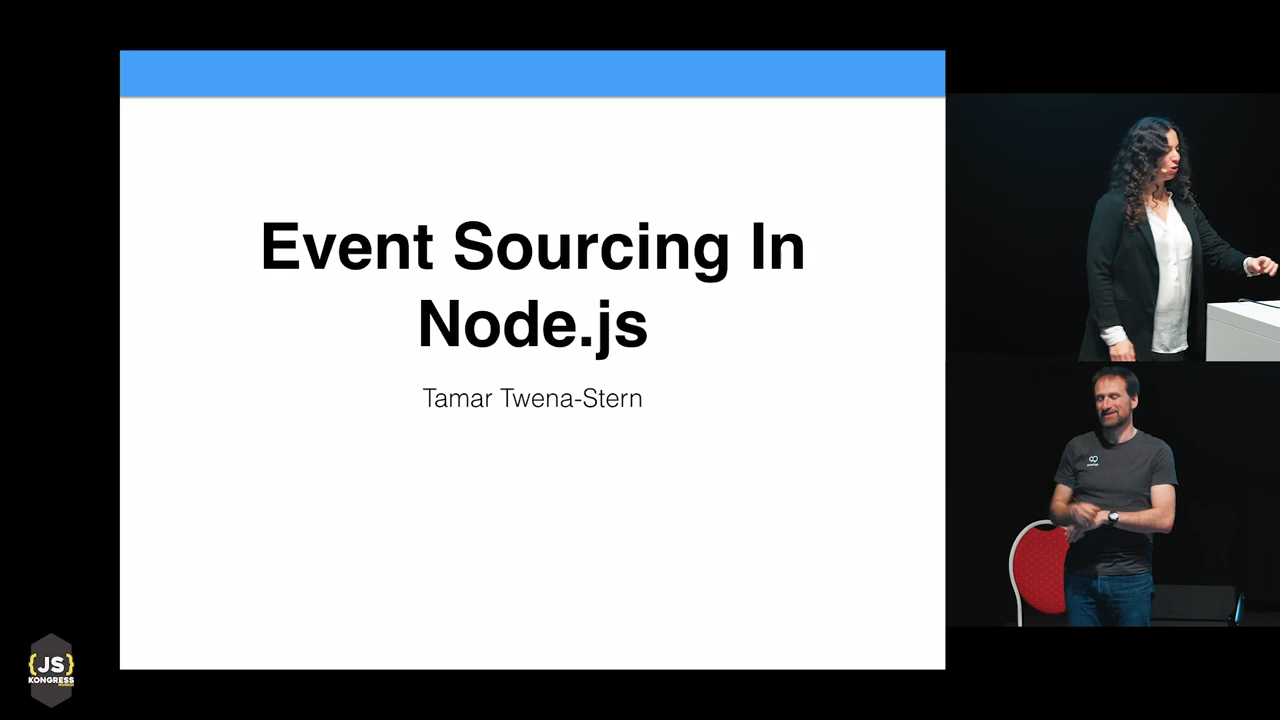 Event Sourcing In
Node.js
Tamar Twena-Stern
{JS}
KONGRESS